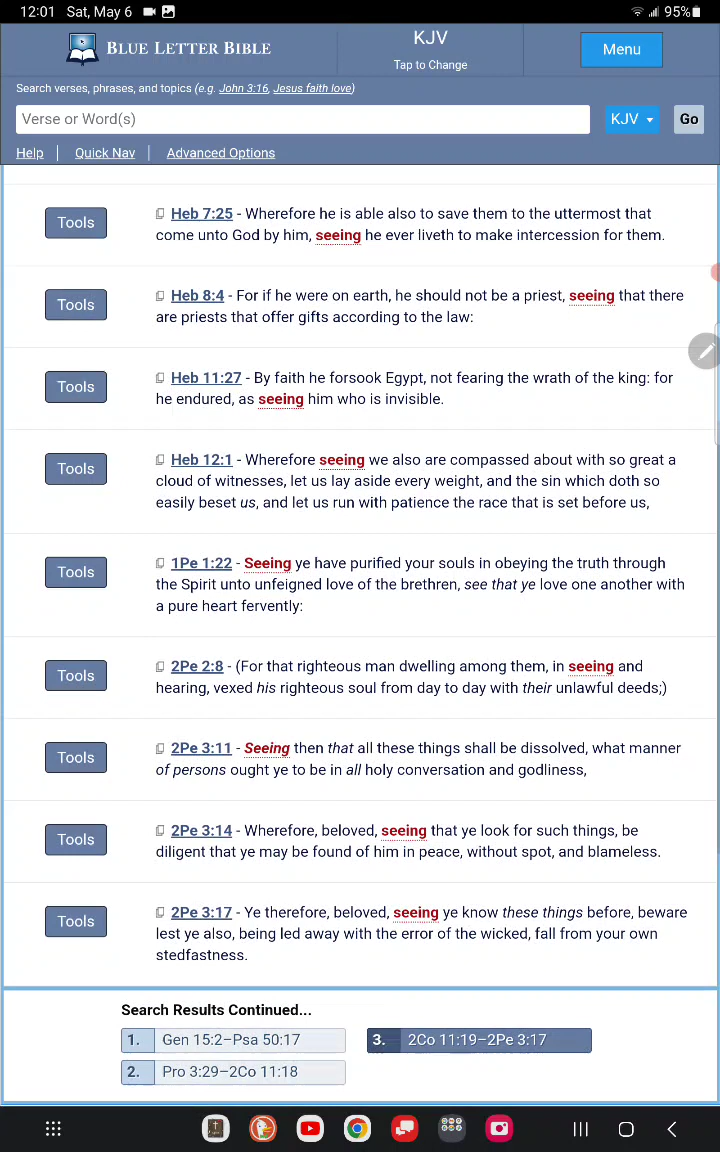 12:01 Sat, May 6 95%
BLUE LETTER BIBLE
KJV
Tap to Change
Menu
Search verses, phrases, and topics (e.g. John 3:16, Jesus faith love)
Verse or Word(s)
KJV
Go
Help | Quick Nav | Advanced Options
Tools
Heb 7:25 - Wherefore he is able also to save them to the uttermost that
come unto God by him, seeing he ever liveth to make intercession for them.
Tools
Heb 8:4 - For if he were on earth, he should not be a priest, seeing that there
are priests that offer gifts according to the law:
Tools
Heb 11:27 - By faith he forsook Egypt, not fearing the wrath of the king: for
he endured, as seeing him who is invisible.
Tools
Heb 12:1 - Wherefore seeing we also are compassed about with so great a
cloud of witnesses, let us lay aside every weight, and the sin which doth so
easily beset us, and let us run with patience the race that is set before us,
Tools
1Pe 1:22 - Seeing ye have purified your souls in obeying the truth through
the Spirit unto unfeigned love of the brethren, see that ye love one another with
a pure heart fervently:
Tools
2Pe 2:8 - (For that righteous man dwelling among them, in seeing and
hearing, vexed his righteous soul from day to day with their unlawful deeds;)
Tools
2Pe 3:11 - Seeing then that all these things shall be dissolved, what manner
of persons ought ye to be in all holy conversation and godliness,
Tools
2Pe 3:14 - Wherefore, beloved, seeing that ye look for such things, be
diligent that ye may be found of him in peace, without spot, and blameless.
Tools
2Pe 3:17 - Ye therefore, beloved, seeing ye know these things before, beware
lest ye also, being led away with the error of the wicked, fall from your own
stedfastness.
Search Results Continued...
1. Gen 15:2–Psa 50:17
2. Pro 3:29–2Co 11:18
3. 2Co 11:19–2Pe 3:17